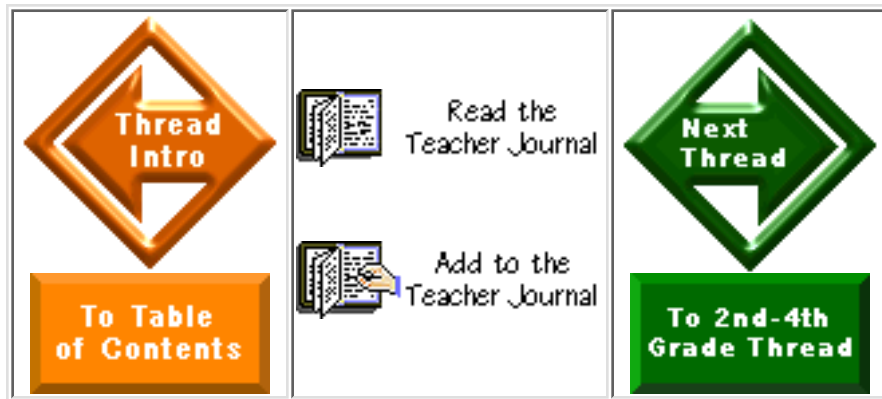 Thread
Intro
To Table
of Contents
Read the
Teacher Journal
Add to the
Teacher Journal
Next
Thread
To 2nd-4th
Grade Thread